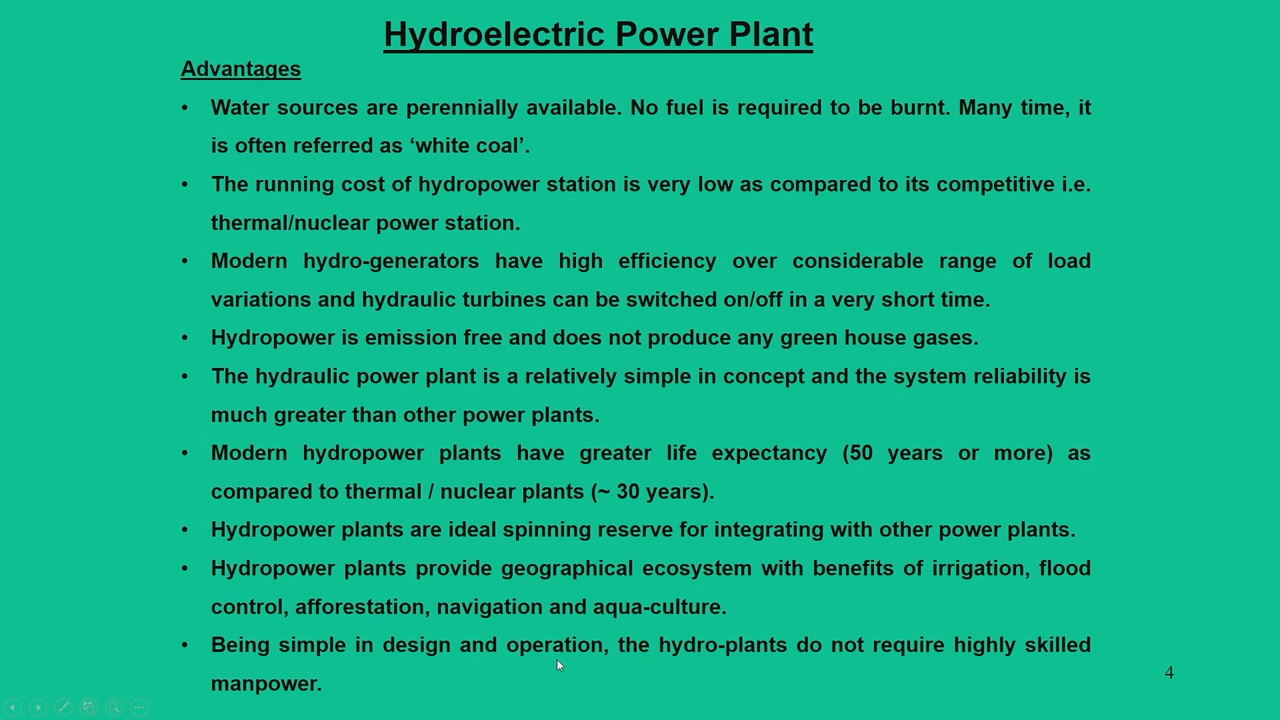 Hydroelectric Power Plant
Advantages
• Water sources are perennially available. No fuel is required to be burnt. Many time, it
is often referred as ‘white coal’.
• The running cost of hydropower station is very low as compared to its competitive i.e.
thermal/nuclear power station.
• Modern hydro-generators have high efficiency over considerable range of load
variations and hydraulic turbines can be switched on/off in a very short time.
• Hydropower is emission free and does not produce any green house gases.
• The hydraulic power plant is a relatively simple in concept and the system reliability is
much greater than other power plants.
• Modern hydropower plants have greater life expectancy (50 years or more) as
compared to thermal / nuclear plants (~ 30 years).
• Hydropower plants are ideal spinning reserve for integrating with other power plants.
• Hydropower plants provide geographical ecosystem with benefits of irrigation, flood
control, afforestation, navigation and aqua-culture.
• Being simple in design and operation, the hydro-plants do not require highly skilled
manpower.
4